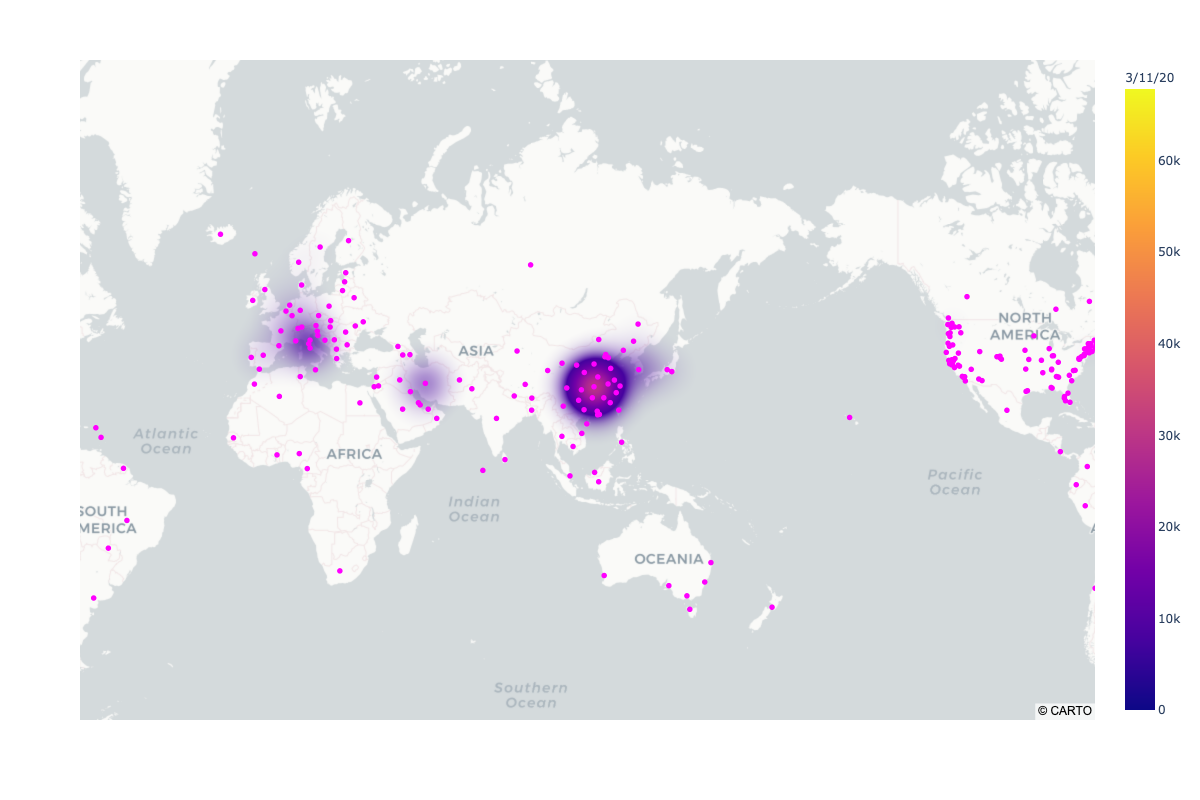 3/11/20
60k
50k
40k
30k
20k
10k
0
NORTH
AMERICA
ASIA
Atlantic
Ocean
AFRICA
Pacific
Ocean
Indian
Ocean
SOUTH
MERICA
A
OCEANIA
Southern
Ocean
© CARTO